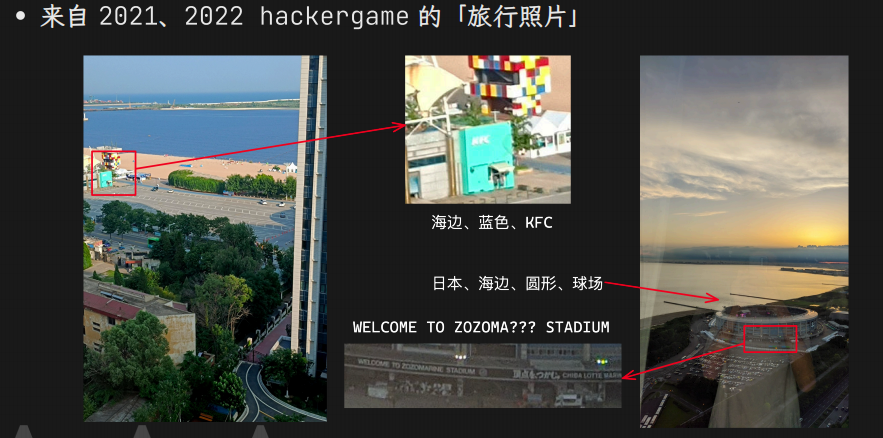 • 来自 2021、2022 hackergame 的「旅行照片」
KFC
海边、蓝色、KFC
日本、海边、圆形、球场
WELCOME TO ZOZOMA??? STADIUM
WELCOME TO ZOZOMARINE STADIUM
CHIBA LOTTE MARIN